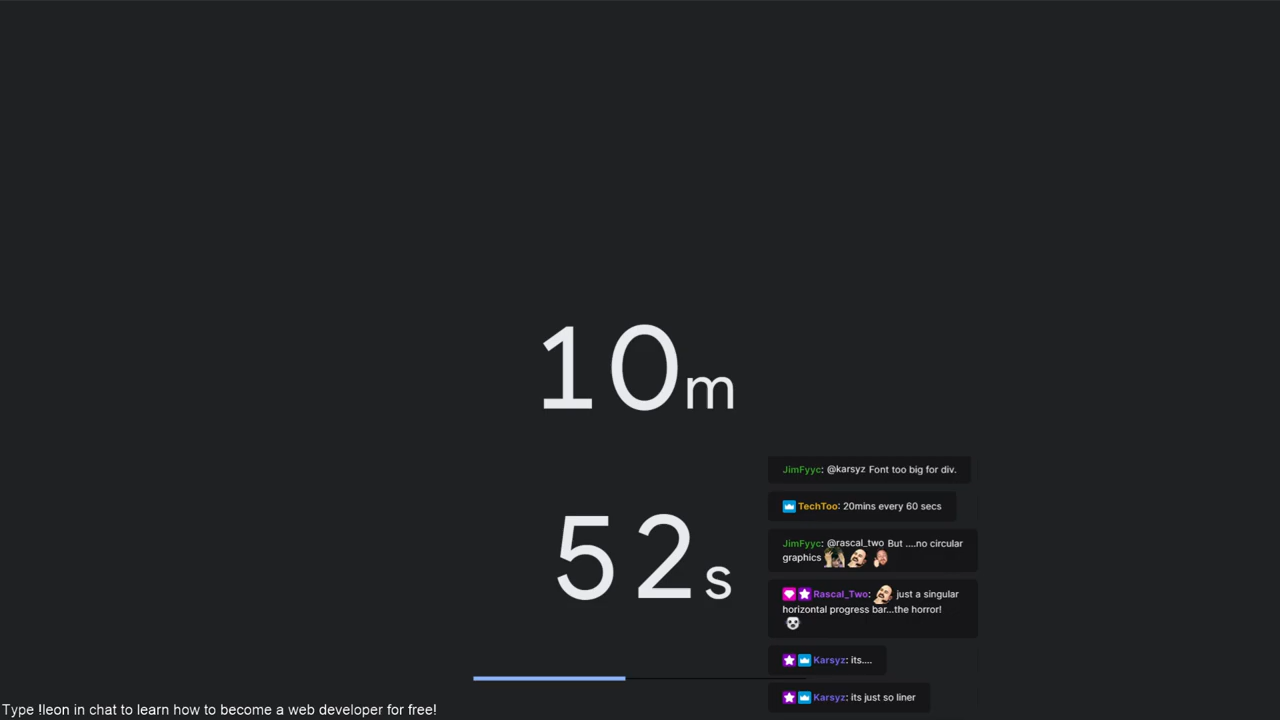 10m
52s
JimFyyc: @karsyz Font too big for div.
TechToo: 20mins every 60 secs
JimFyyc: @rascal_two But ....no circular
graphics
Rascal_Two: just a singular
horizontal progress bar...the horror!
Karsyz: its....
Karsyz: its just so liner
Type !leon in chat to learn how to become a web developer for free!